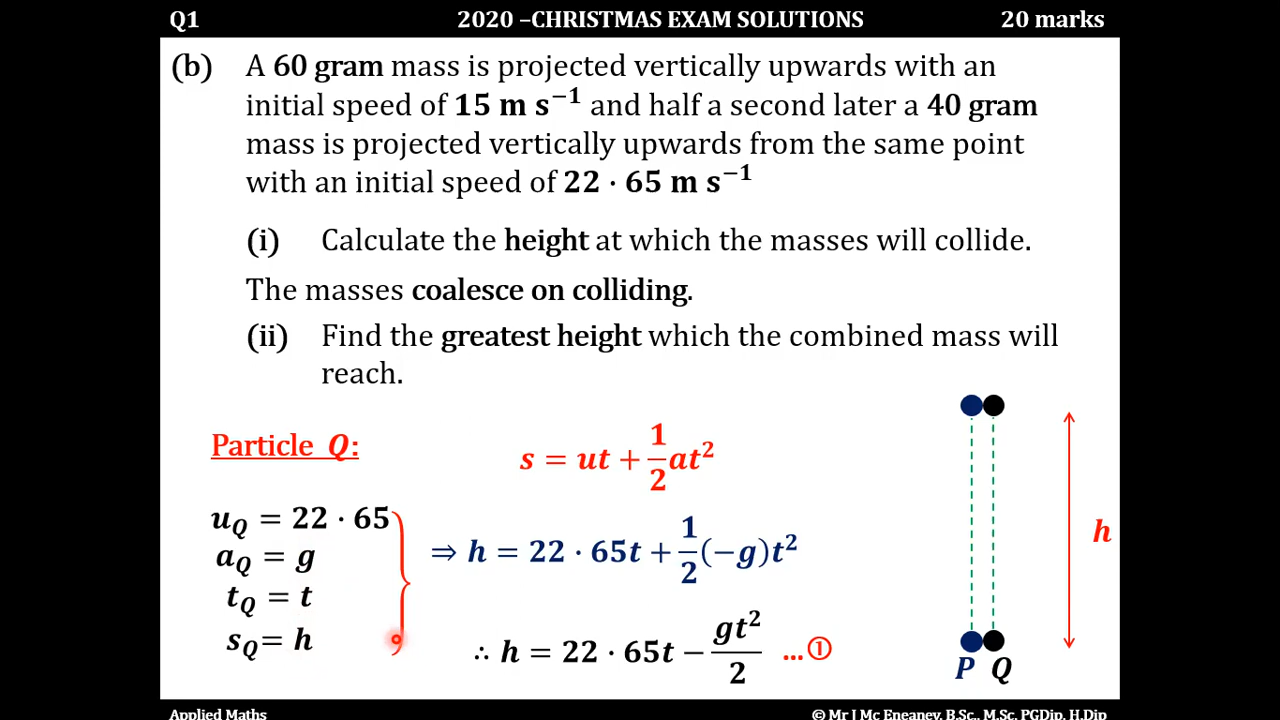 Q1 2020 –CHRISTMAS EXAM SOLUTIONS 20 marks
(b) A 60 gram mass is projected vertically upwards with an
initial speed of 15 m s⁻¹ and half a second later a 40 gram
mass is projected vertically upwards from the same point
with an initial speed of 22 · 65 m s⁻¹
(i) Calculate the height at which the masses will collide.
The masses coalesce on colliding.
(ii) Find the greatest height which the combined mass will
reach.
Particle Q:
u_Q = 22 · 65
a_Q = g
t_Q = t
s_Q = h
s = ut + 1/2 at²
⇒ h = 22 · 65t + 1/2 (−g)t²
∴ h = 22 · 65t − gt²/2 …①
h
P Q
Applied Maths © Mr J Mc Eneaney, B.Sc., M.Sc, PGDip, H.Dip